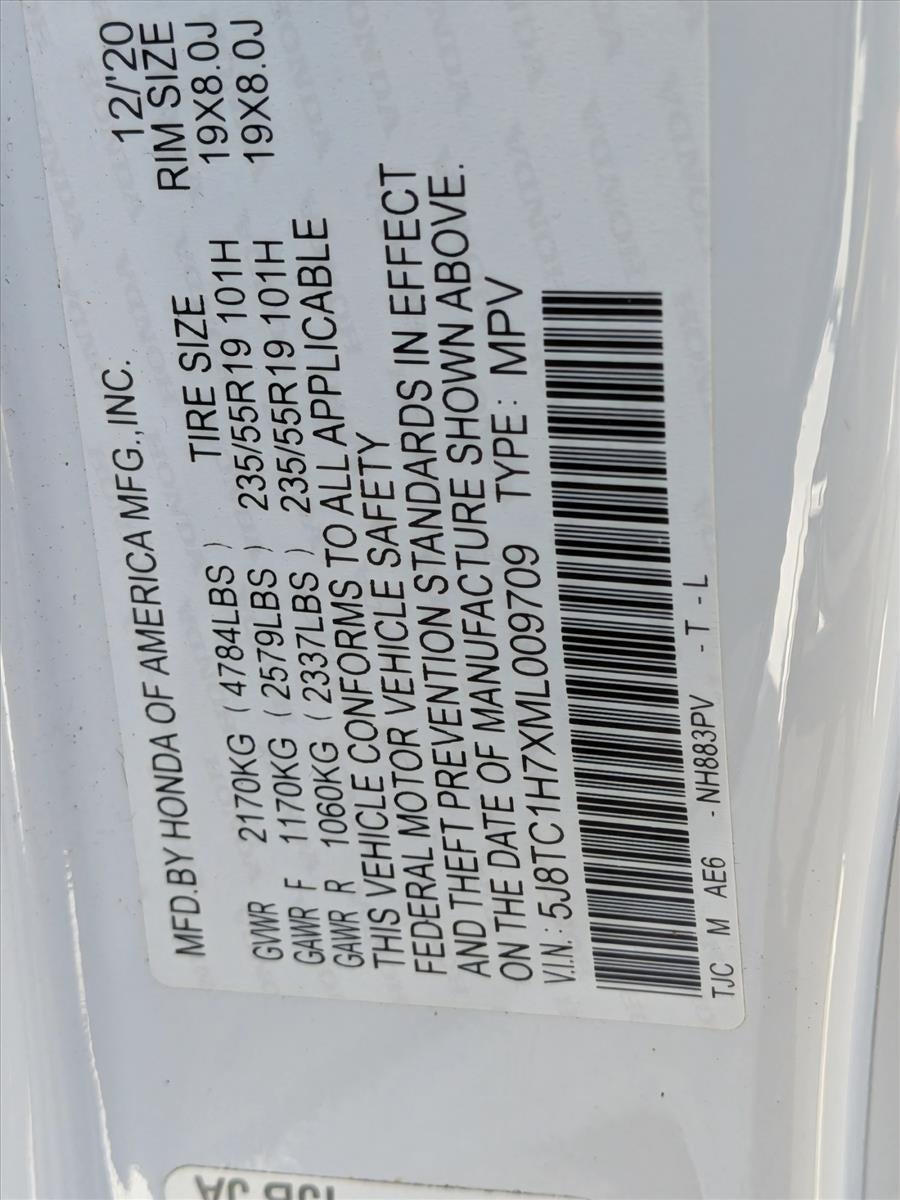 MFD. BY HONDA OF AMERICA MFG., INC. 12/'20
TIRE SIZE RIM SIZE
GVWR 2170KG ( 4784LBS )
GAWR F 1170KG ( 2579LBS ) 235/55R19 101H 19X8.0J
GAWR R 1060KG ( 2337LBS ) 235/55R19 101H 19X8.0J
THIS VEHICLE CONFORMS TO ALL APPLICABLE
FEDERAL MOTOR VEHICLE SAFETY
AND THEFT PREVENTION STANDARDS IN EFFECT
ON THE DATE OF MANUFACTURE SHOWN ABOVE.
V.I.N.: 5J8TC1H7XML009709 TYPE : MPV
TJC M AE6 - NH883PV - T - L